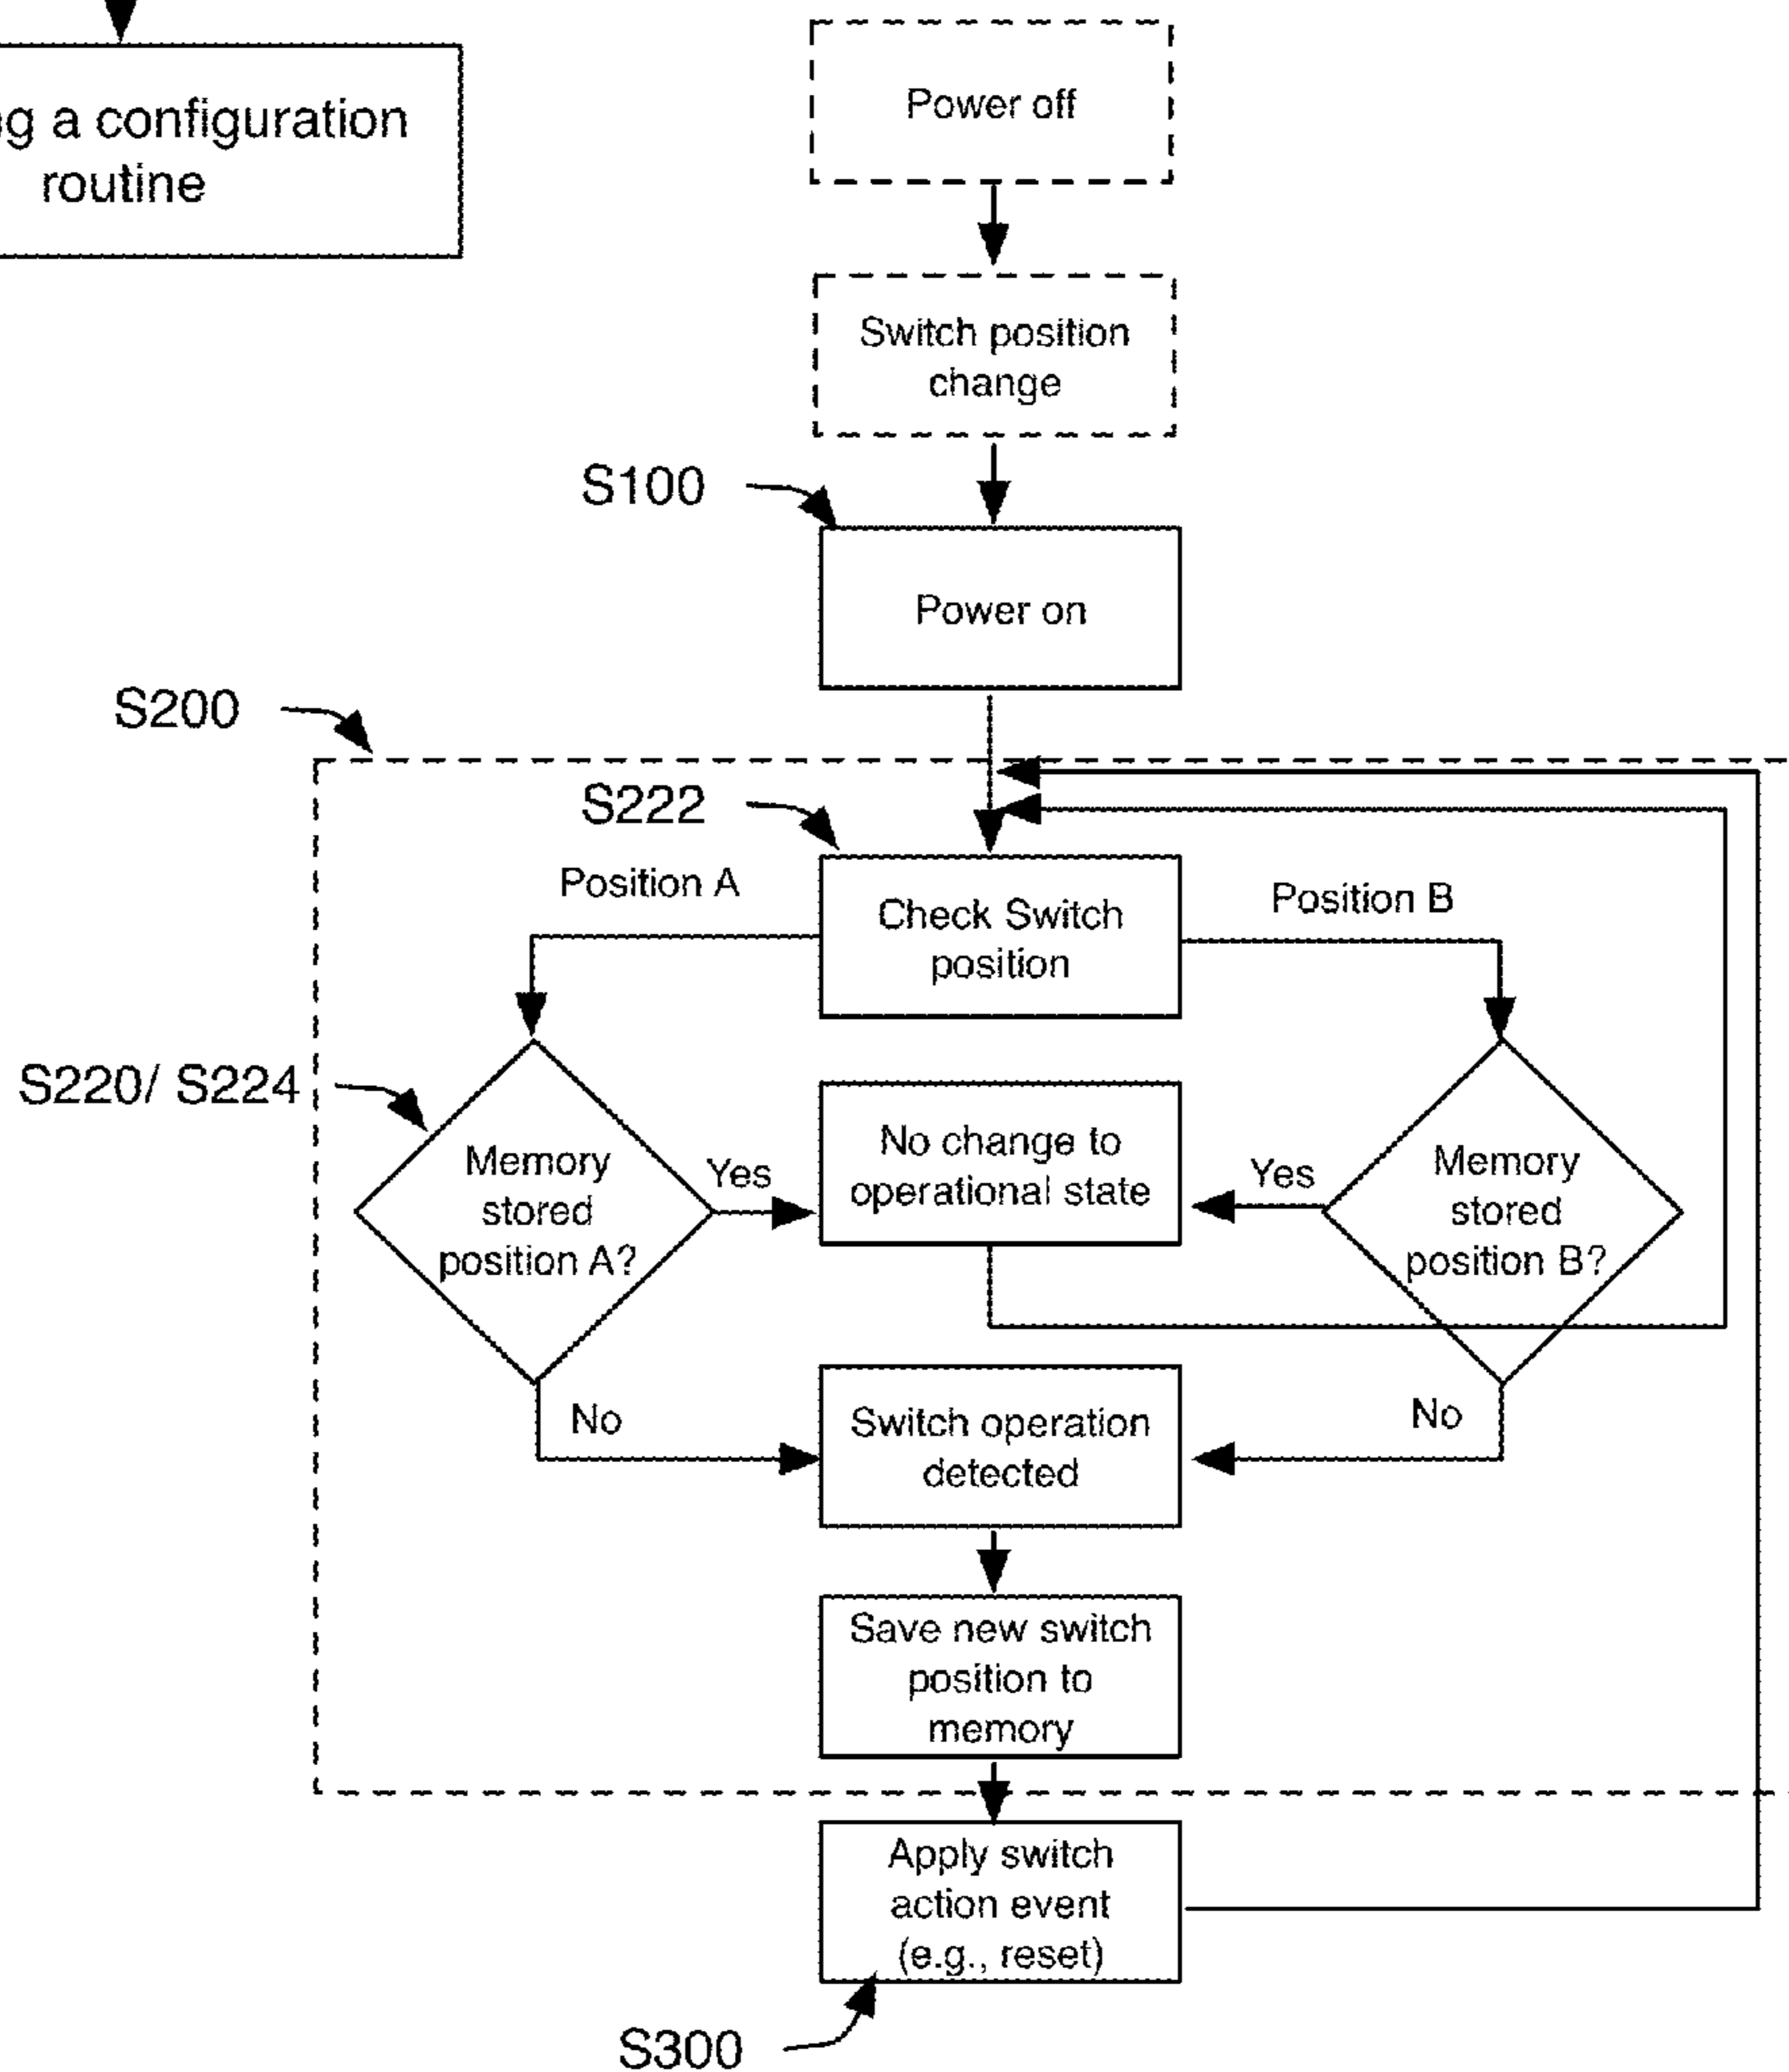 a configuration
routine
Power off
Switch position
change
S100
Power on
S200
S222
Position A
Check Switch
position
Position B
S220/ S224
Memory
stored
position A?
Yes
No change to
operational state
Yes
Memory
stored
position B?
No
Switch operation
detected
No
Save new switch
position to
memory
Apply switch
action event
(e.g., reset)
S300